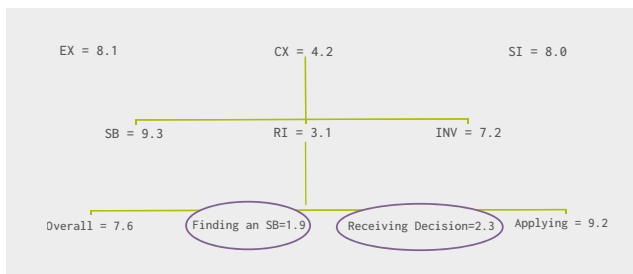 EX = 8.1 CX = 4.2 SI = 8.0
SB = 9.3 RI = 3.1 INV = 7.2
Overall = 7.6 Finding an SB=1.9 Receiving Decision=2.3 Applying = 9.2